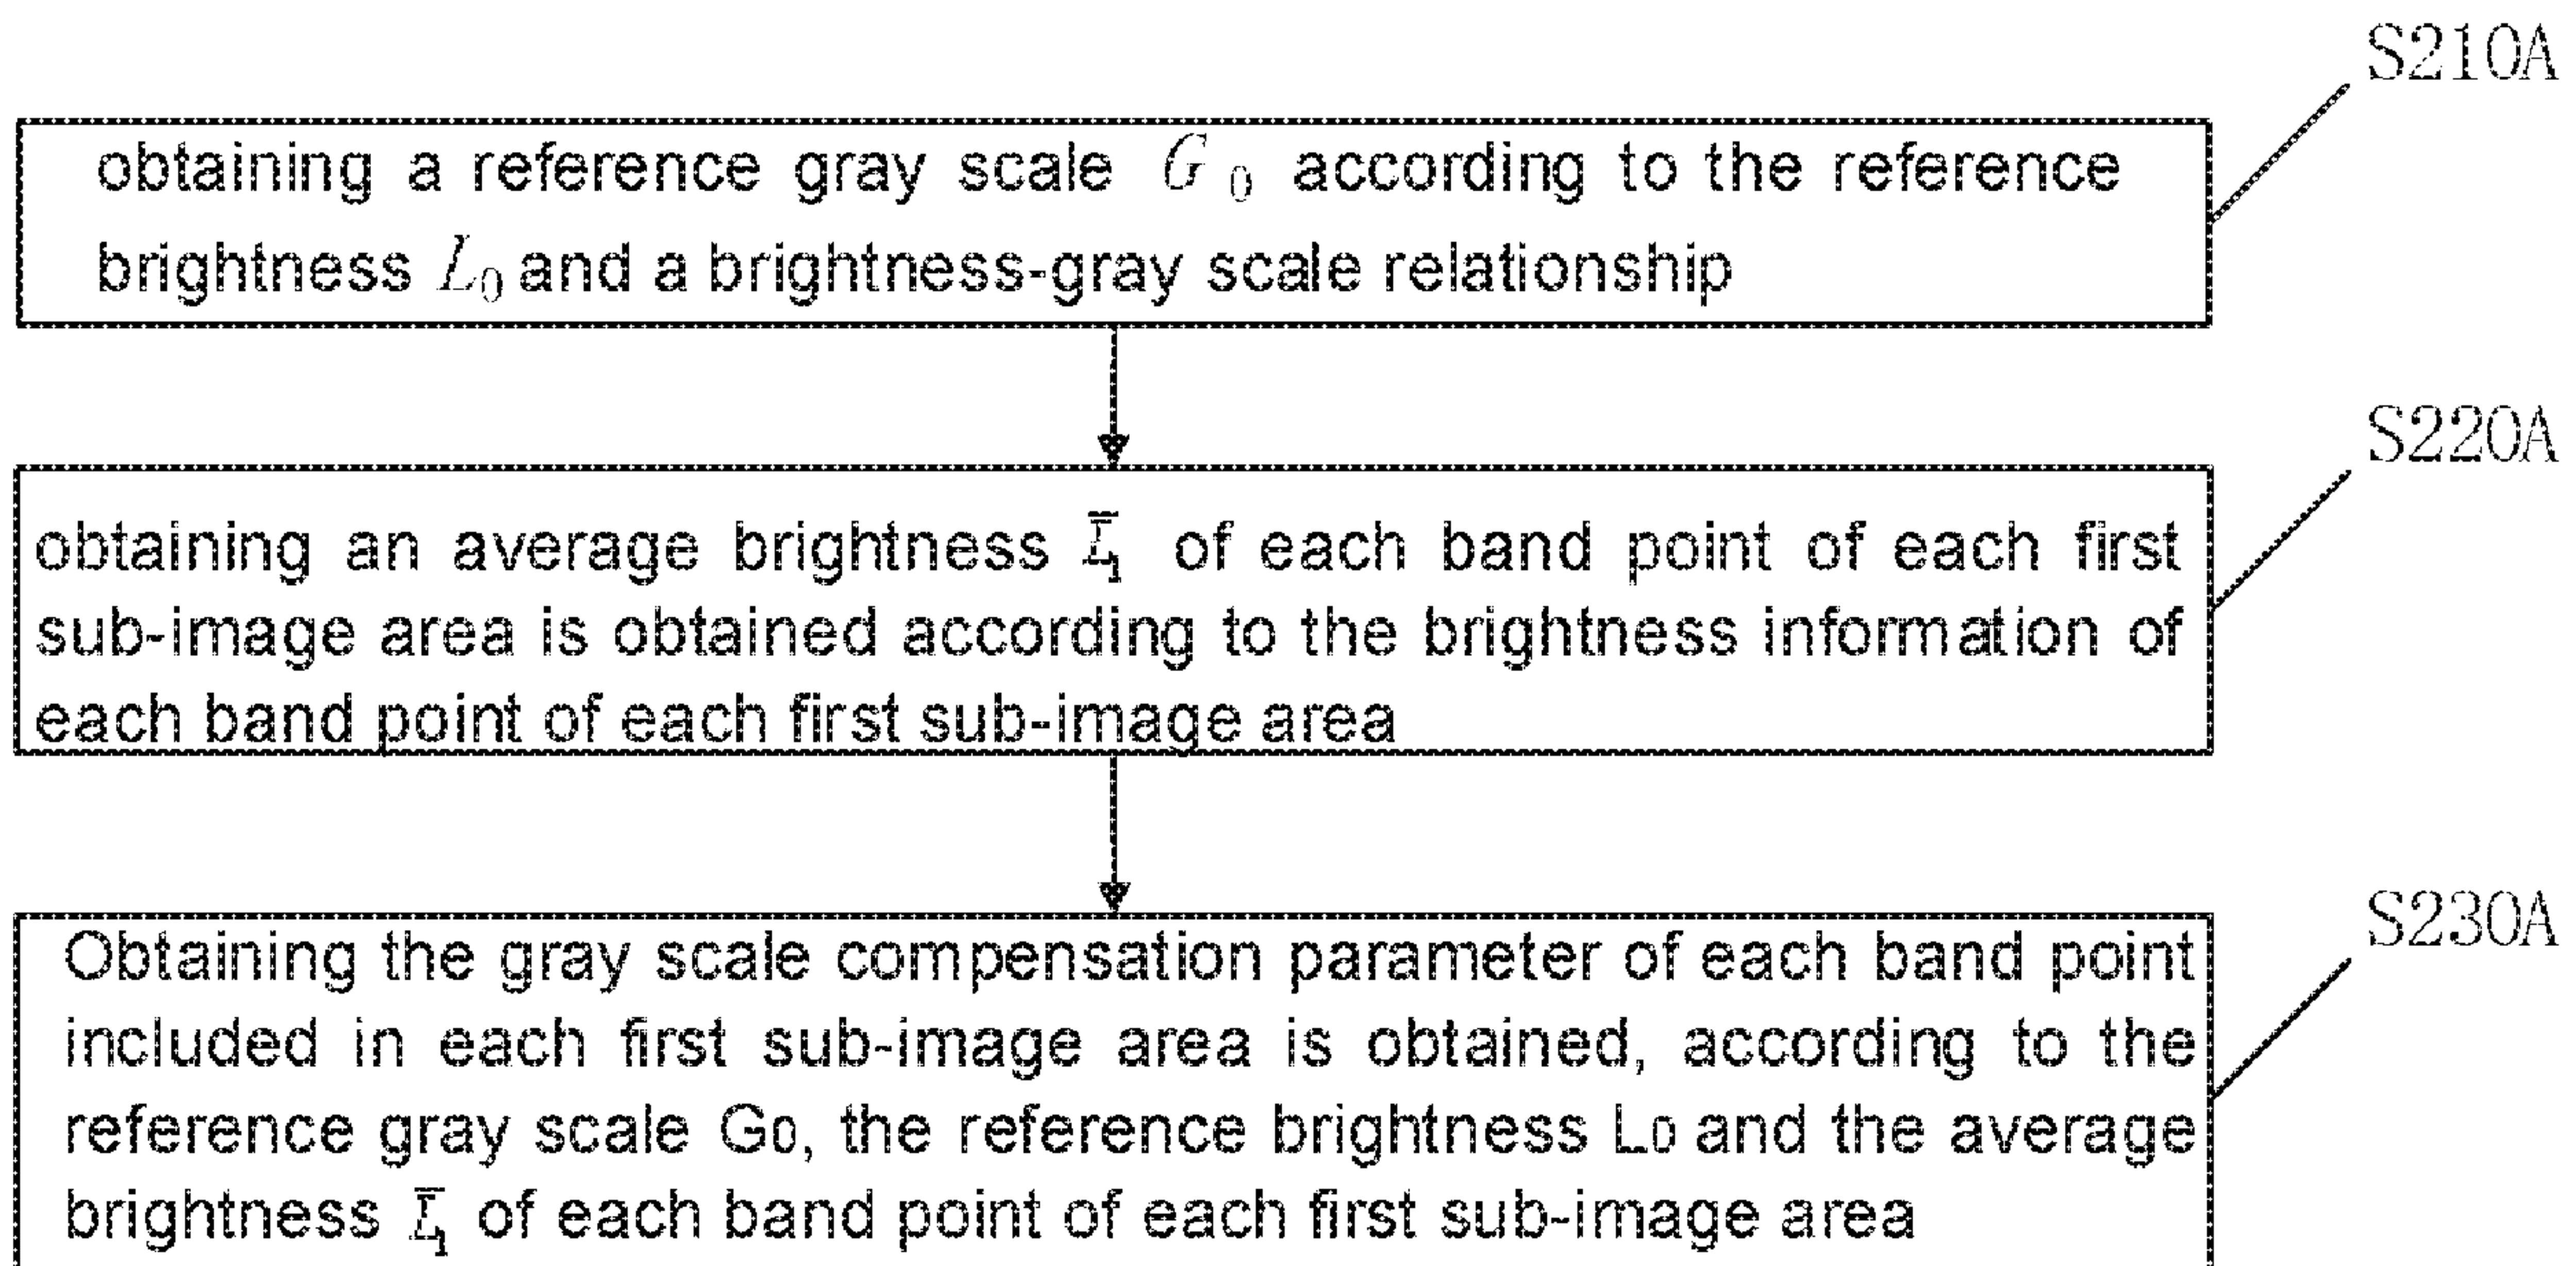 S210A
obtaining a reference gray scale G₀ according to the reference
brightness L₀ and a brightness-gray scale relationship
S220A
obtaining an average brightness L̅₁ of each band point of each first
sub-image area is obtained according to the brightness information of
each band point of each first sub-image area
S230A
Obtaining the gray scale compensation parameter of each band point
included in each first sub-image area is obtained, according to the
reference gray scale G0, the reference brightness L0 and the average
brightness L̅₁ of each band point of each first sub-image area